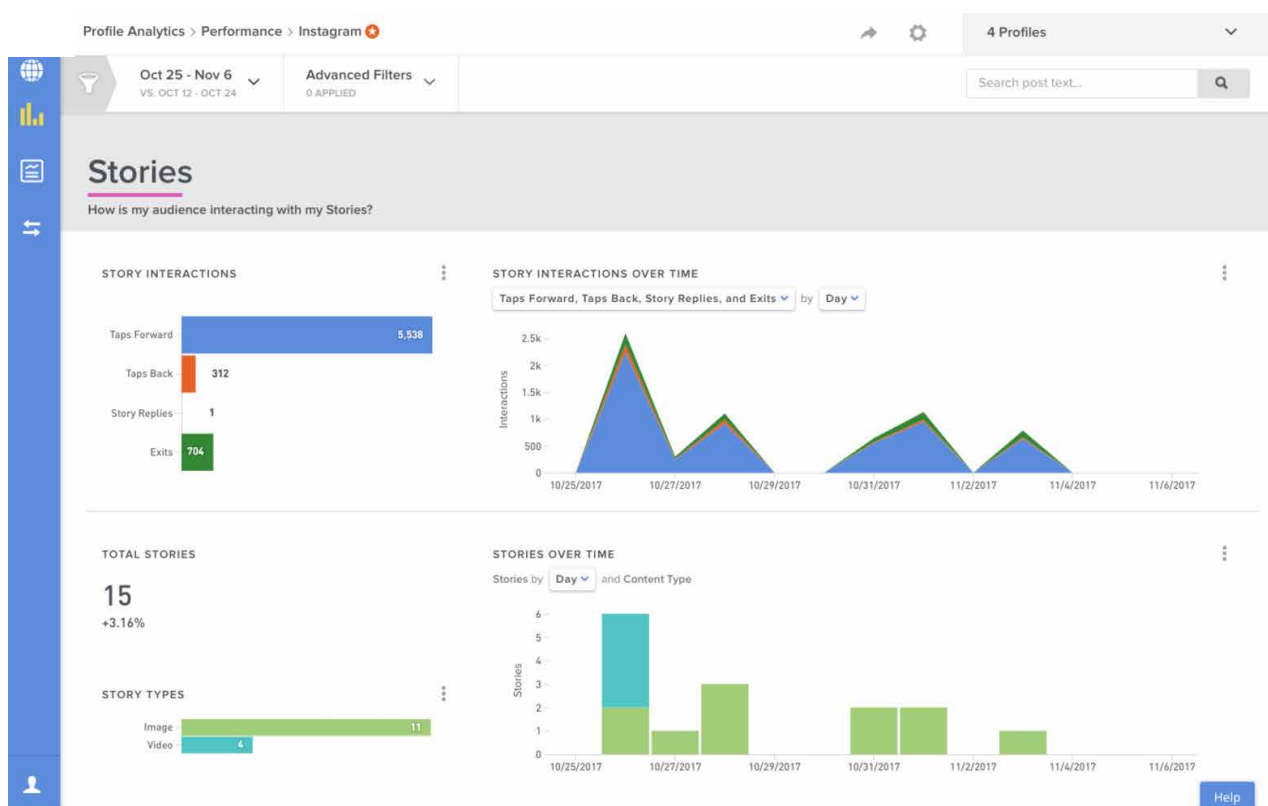 Profile Analytics > Performance > Instagram
4 Profiles
Oct 25 - Nov 6
VS. OCT 12 - OCT 24
Advanced Filters
0 APPLIED
Search post text...
Stories
How is my audience interacting with my Stories?
STORY INTERACTIONS
Taps Forward 5,538
Taps Back 312
Story Replies 1
Exits 704
STORY INTERACTIONS OVER TIME
Taps Forward, Taps Back, Story Replies, and Exits by Day
Interactions
2.5k
2k
1.5k
1k
500
0
10/25/2017 10/27/2017 10/29/2017 10/31/2017 11/2/2017 11/4/2017 11/6/2017
TOTAL STORIES
15
+3.16%
STORY TYPES
Image 11
Video 4
STORIES OVER TIME
Stories by Day and Content Type
Stories
6
5
4
3
2
1
0
10/25/2017 10/27/2017 10/29/2017 10/31/2017 11/2/2017 11/4/2017 11/6/2017
Help